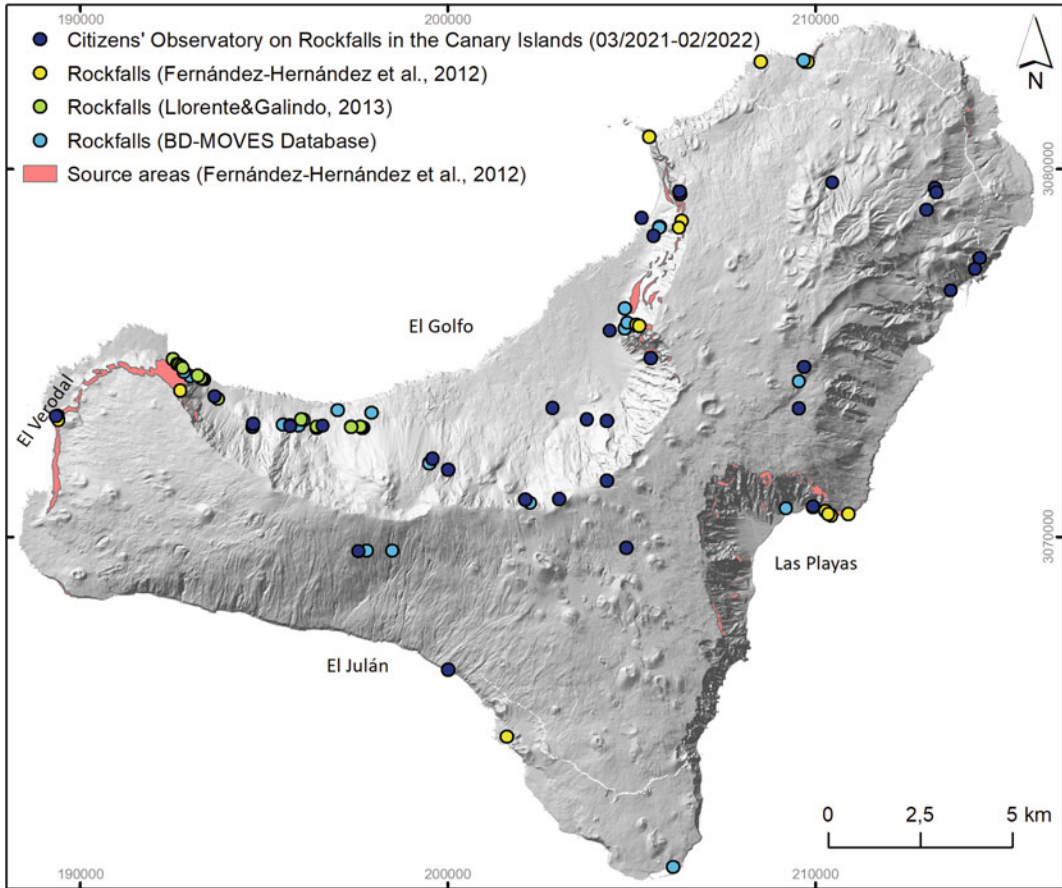 190000
200000
210000
Citizens' Observatory on Rockfalls in the Canary Islands (03/2021-02/2022)
Rockfalls (Fernández-Hernández et al., 2012)
Rockfalls (Llorente&Galindo, 2013)
Rockfalls (BD-MOVES Database)
Source areas (Fernández-Hernández et al., 2012)
N
3080000
El Golfo
El Verodal
3070000
Las Playas
El Julán
0 2,5 5 km
190000
200000
210000